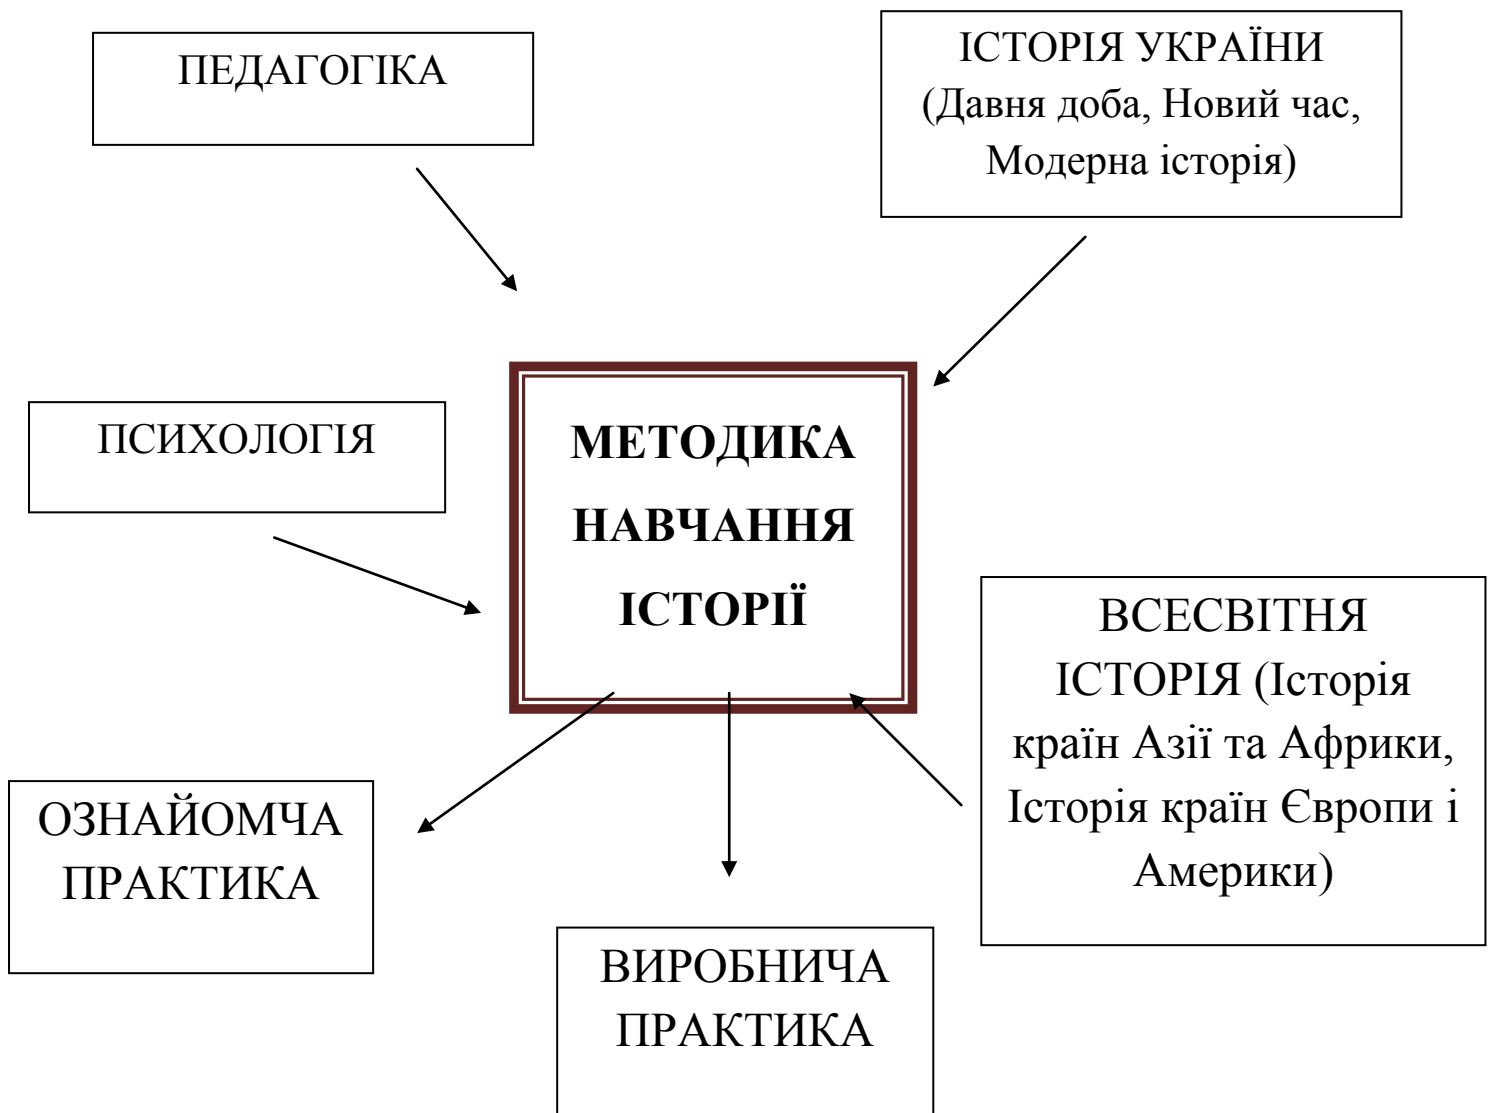 ПЕДАГОГІКА
ІСТОРІЯ УКРАЇНИ
(Давня доба, Новий час,
Модерна історія)
ПСИХОЛОГІЯ
МЕТОДИКА
НАВЧАННЯ
ІСТОРІЇ
ВСЕСВІТНЯ
ІСТОРІЯ (Історія
країн Азії та Африки,
Історія країн Європи і
Америки)
ОЗНАЙОМЧА
ПРАКТИКА
ВИРОБНИЧА
ПРАКТИКА